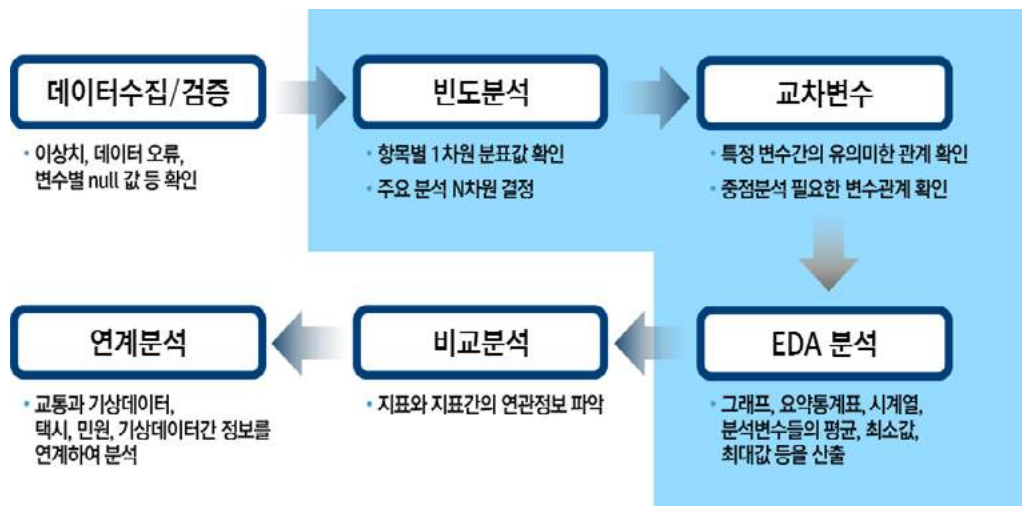 데이터수집/검증
• 이상치, 데이터 오류,
변수별 null 값 등 확인
빈도분석
• 항목별 1차원 분표값 확인
• 주요 분석 N차원 결정
교차변수
• 특정 변수간의 유의미한 관계 확인
• 중점분석 필요한 변수관계 확인
EDA 분석
• 그래프, 요약통계표, 시계열,
분석변수들의 평균, 최소값,
최대값 등을 산출
비교분석
• 지표와 지표간의 연관정보 파악
연계분석
• 교통과 기상데이터,
택시, 민원, 기상데이터간 정보를
연계하여 분석